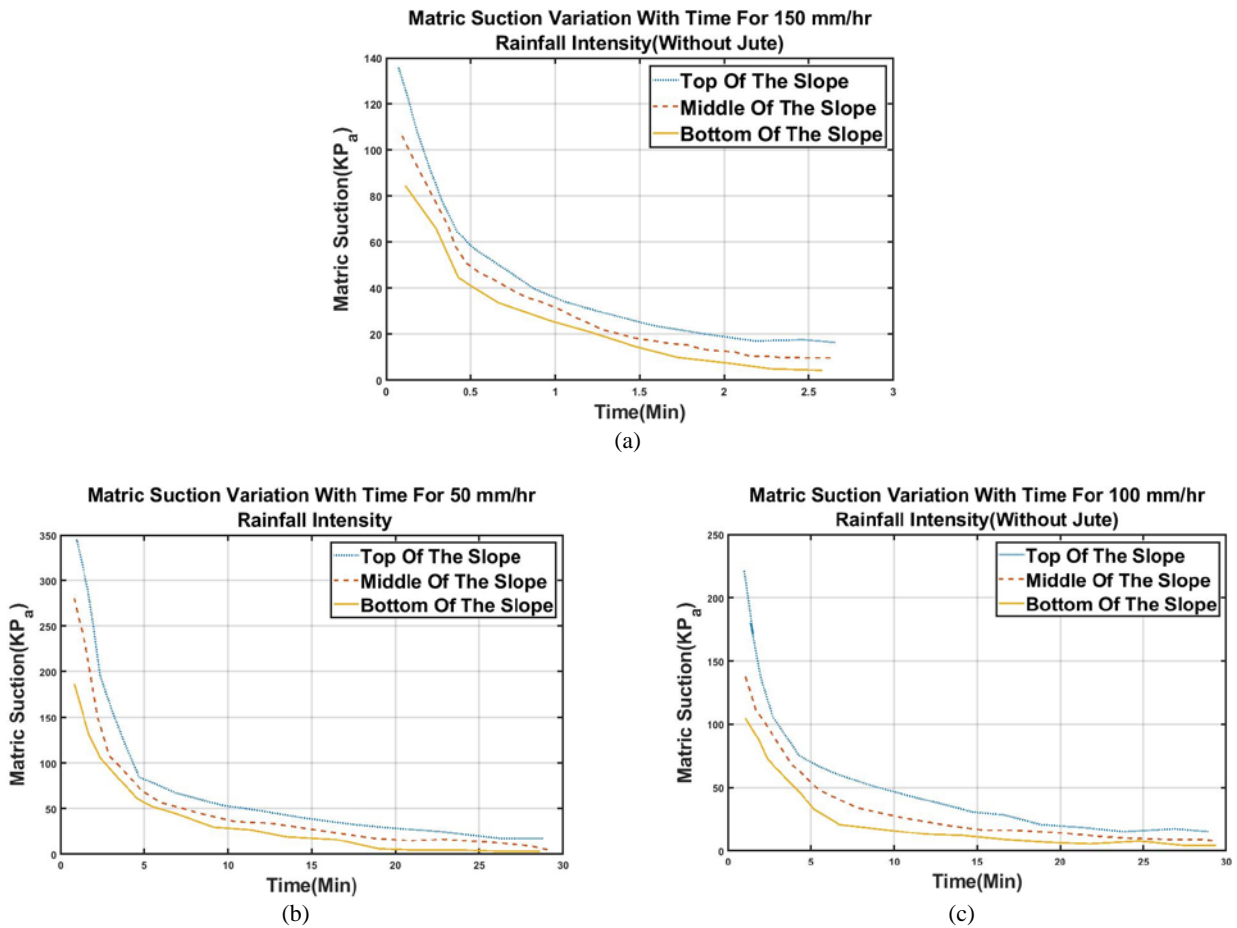 Matric Suction Variation With Time For 150 mm/hr
Rainfall Intensity(Without Jute)
140
120
100
80
60
40
20
0
Matric Suction(KPa)
Top Of The Slope
Middle Of The Slope
Bottom Of The Slope
0
0.5
1
1.5
2
2.5
3
Time(Min)
(a)
Matric Suction Variation With Time For 50 mm/hr
Rainfall Intensity
350
300
250
200
150
100
50
0
Matric Suction(KPa)
Top Of The Slope
Middle Of The Slope
Bottom Of The Slope
0
5
10
15
20
25
30
Time(Min)
(b)
Matric Suction Variation With Time For 100 mm/hr
Rainfall Intensity(Without Jute)
250
200
150
100
50
0
Matric Suction(KPa)
Top Of The Slope
Middle Of The Slope
Bottom Of The Slope
0
5
10
15
20
25
30
Time(Min)
(c)